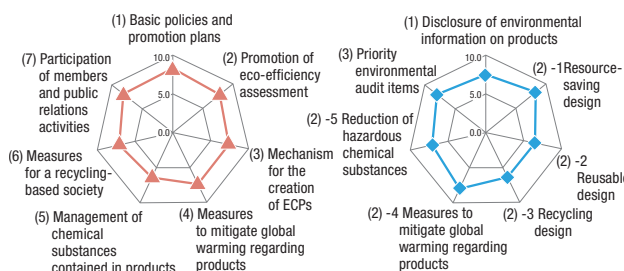 (1) Basic policies and
promotion plans
(2) Promotion of
eco-efficiency
assessment
(3) Mechanism
for the
creation
of ECPs
(4) Measures
to mitigate global
warming regarding
products
(5) Management of
chemical
substances
contained in products
(6) Measures
for a recycling-
based society
(7) Participation
of members
and public
relations
activities
10.0
5.0
0.0
(1) Disclosure of environmental
information on products
(2) -1Resource-
saving
design
(2) -2
Reusable
design
(2) -3 Recycling
design
(2) -4 Measures to
mitigate global
warming regarding
products
(2) -5 Reduction of
hazardous
chemical
substances
(3) Priority
environmental
audit items
10.0
5.0
0.0